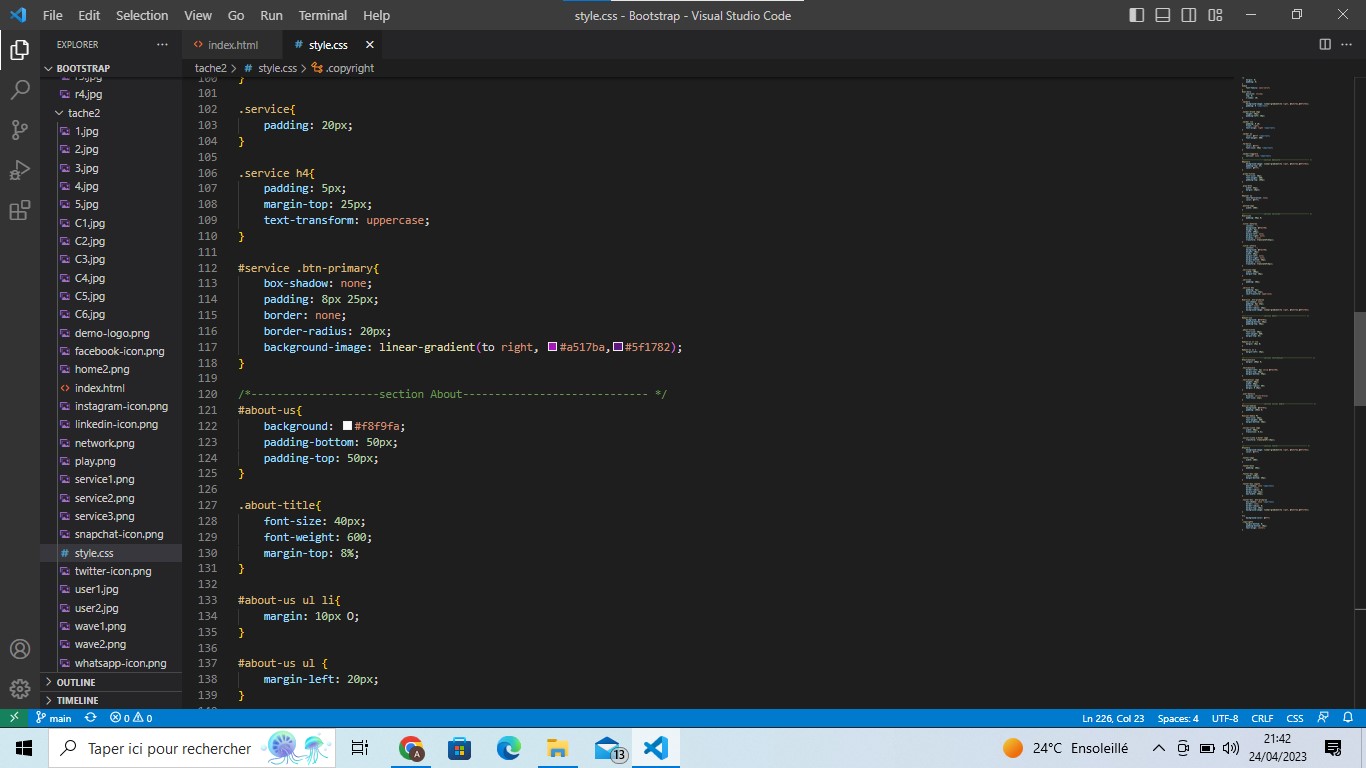 File Edit Selection View Go Run Terminal Help
style.css - Bootstrap - Visual Studio Code
EXPLORER
index.html
style.css
BOOTSTRAP
tache2 > style.css > .copyright
r3.jpg
r4.jpg
tache2
1.jpg
2.jpg
3.jpg
4.jpg
5.jpg
C1.jpg
C2.jpg
C3.jpg
C4.jpg
C5.jpg
C6.jpg
demo-logo.png
facebook-icon.png
home2.png
index.html
instagram-icon.png
linkedin-icon.png
network.png
play.png
service1.png
service2.png
service3.png
snapchat-icon.png
style.css
twitter-icon.png
user1.jpg
user2.jpg
wave1.png
wave2.png
whatsapp-icon.png
OUTLINE
TIMELINE
100 }
101
102 .service{
103 padding: 20px;
104 }
105
106 .service h4{
107 padding: 5px;
108 margin-top: 25px;
109 text-transform: uppercase;
110 }
111
112 #service .btn-primary{
113 box-shadow: none;
114 padding: 8px 25px;
115 border: none;
116 border-radius: 20px;
117 background-image: linear-gradient(to right, #a517ba,#5f1782);
118 }
119
120 /*--------------------section About----------------------------- */
121 #about-us{
122 background: #f8f9fa;
123 padding-bottom: 50px;
124 padding-top: 50px;
125 }
126
127 .about-title{
128 font-size: 40px;
129 font-weight: 600;
130 margin-top: 8%;
131 }
132
133 #about-us ul li{
134 margin: 10px O;
135 }
136
137 #about-us ul {
138 margin-left: 20px;
139 }
main 0 0
Ln 226, Col 23 Spaces: 4 UTF-8 CRLF CSS
Taper ici pour rechercher
13
24°C Ensoleillé
21:42
24/04/2023